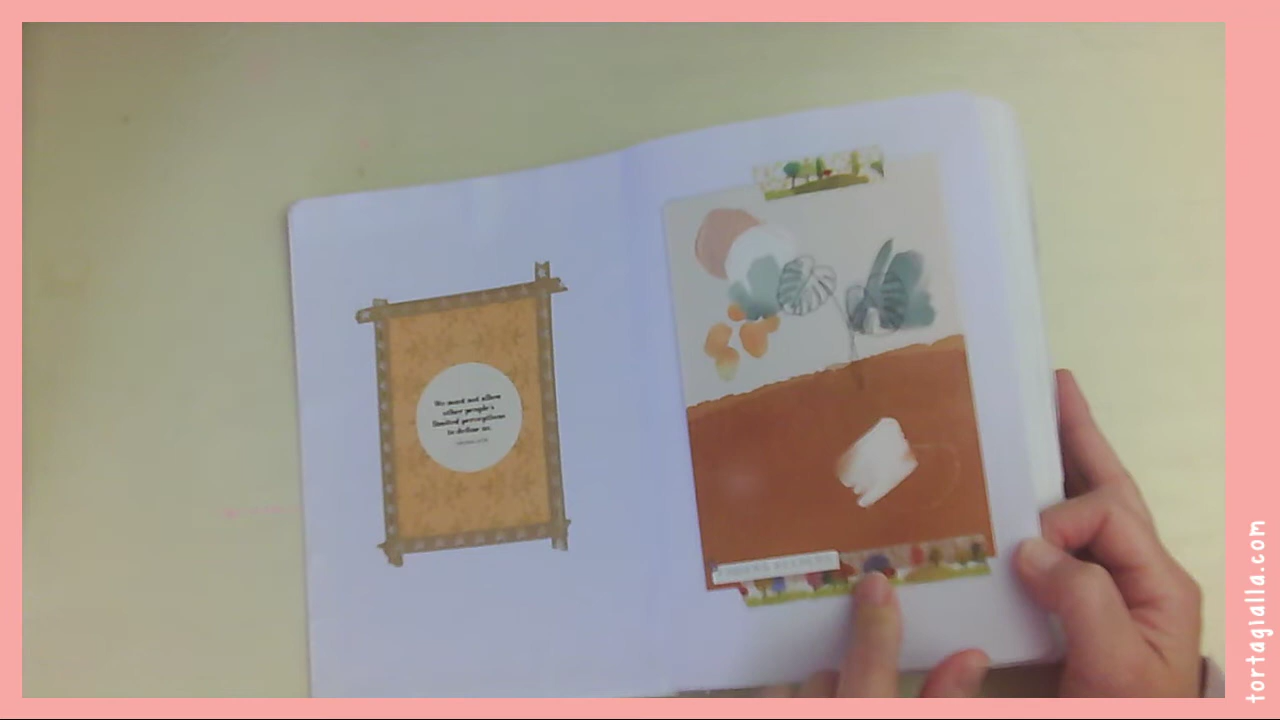 We must not allow
other people's
limited perceptions
to define us.
tortagialla.com